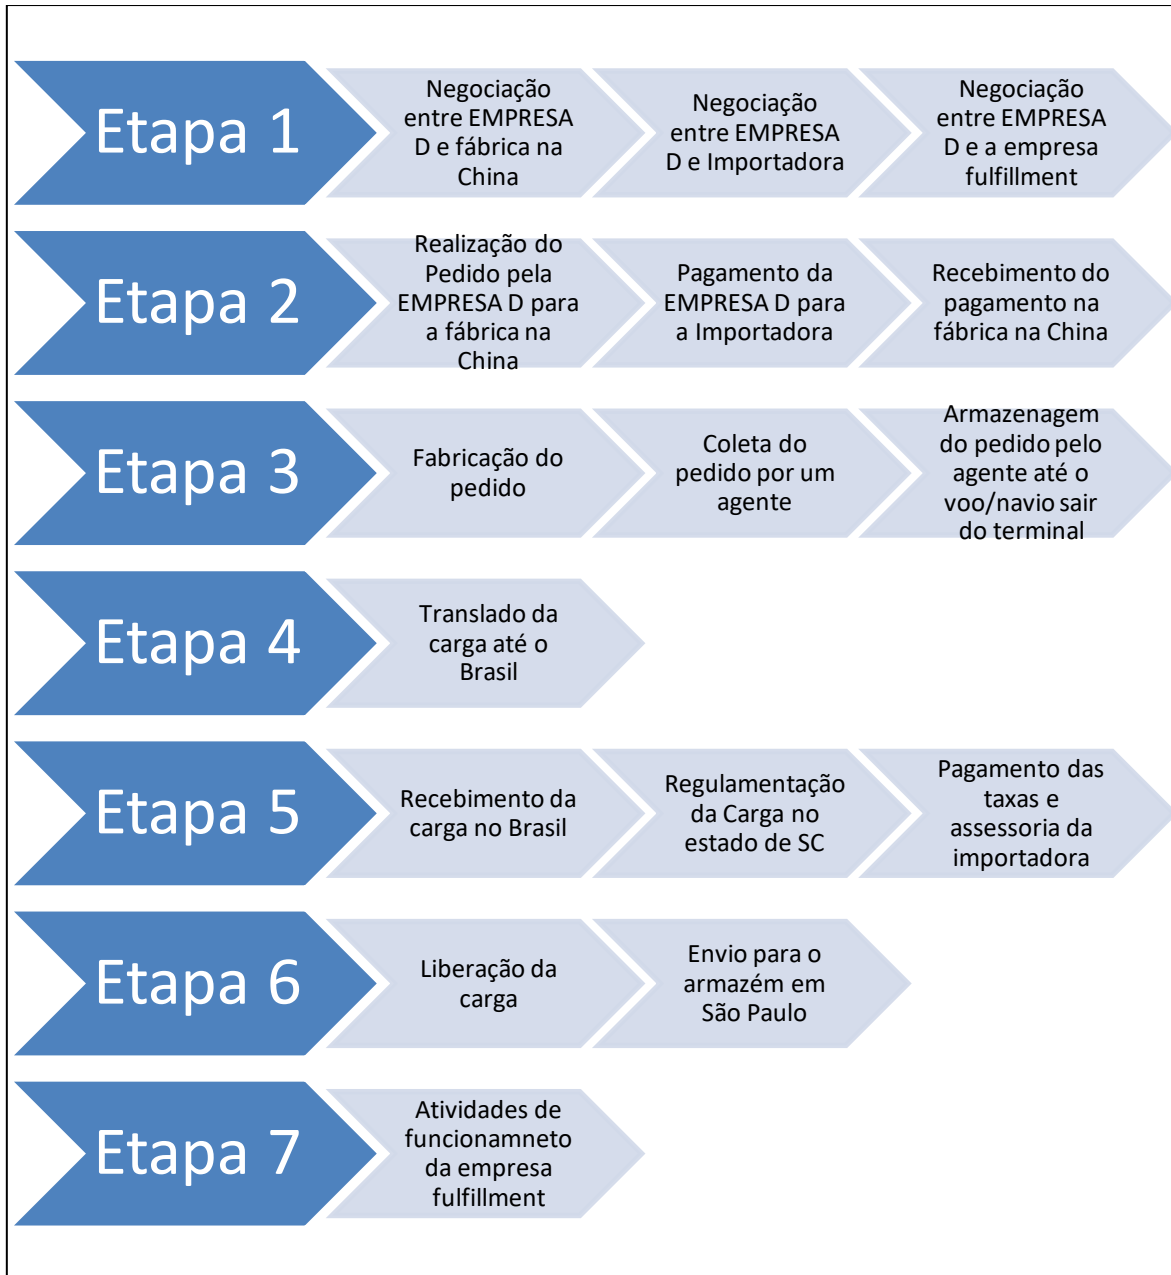 Etapa 1
Negociação
entre EMPRESA
D e fábrica na
China
Negociação
entre EMPRESA
D e Importadora
Negociação
entre EMPRESA
D e a empresa
fulfillment
Etapa 2
Realização do
Pedido pela
EMPRESA D para
a fábrica na
China
Pagamento da
EMPRESA D para
a Importadora
Recebimento do
pagamento na
fábrica na China
Etapa 3
Fabricação do
pedido
Coleta do
pedido por um
agente
Armazenagem
do pedido pelo
agente até o
voo/navio sair
do terminal
Etapa 4
Translado da
carga até o
Brasil
Etapa 5
Recebimento da
carga no Brasil
Regulamentação
da Carga no
estado de SC
Pagamento das
taxas e
assessoria da
importadora
Etapa 6
Liberação da
carga
Envio para o
armazém em
São Paulo
Etapa 7
Atividades de
funcionamneto
da empresa
fulfillment